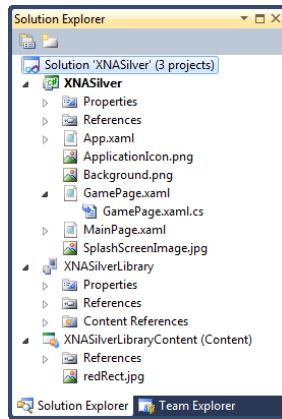 Solution Explorer
Solution 'XNASilver' (3 projects)
XNASilver
Properties
References
App.xaml
ApplicationIcon.png
Background.png
GamePage.xaml
GamePage.xaml.cs
MainPage.xaml
SplashScreenImage.jpg
XNASilverLibrary
Properties
References
Content References
XNASilverLibraryContent (Content)
References
redRect.jpg
Solution Explorer Team Explorer